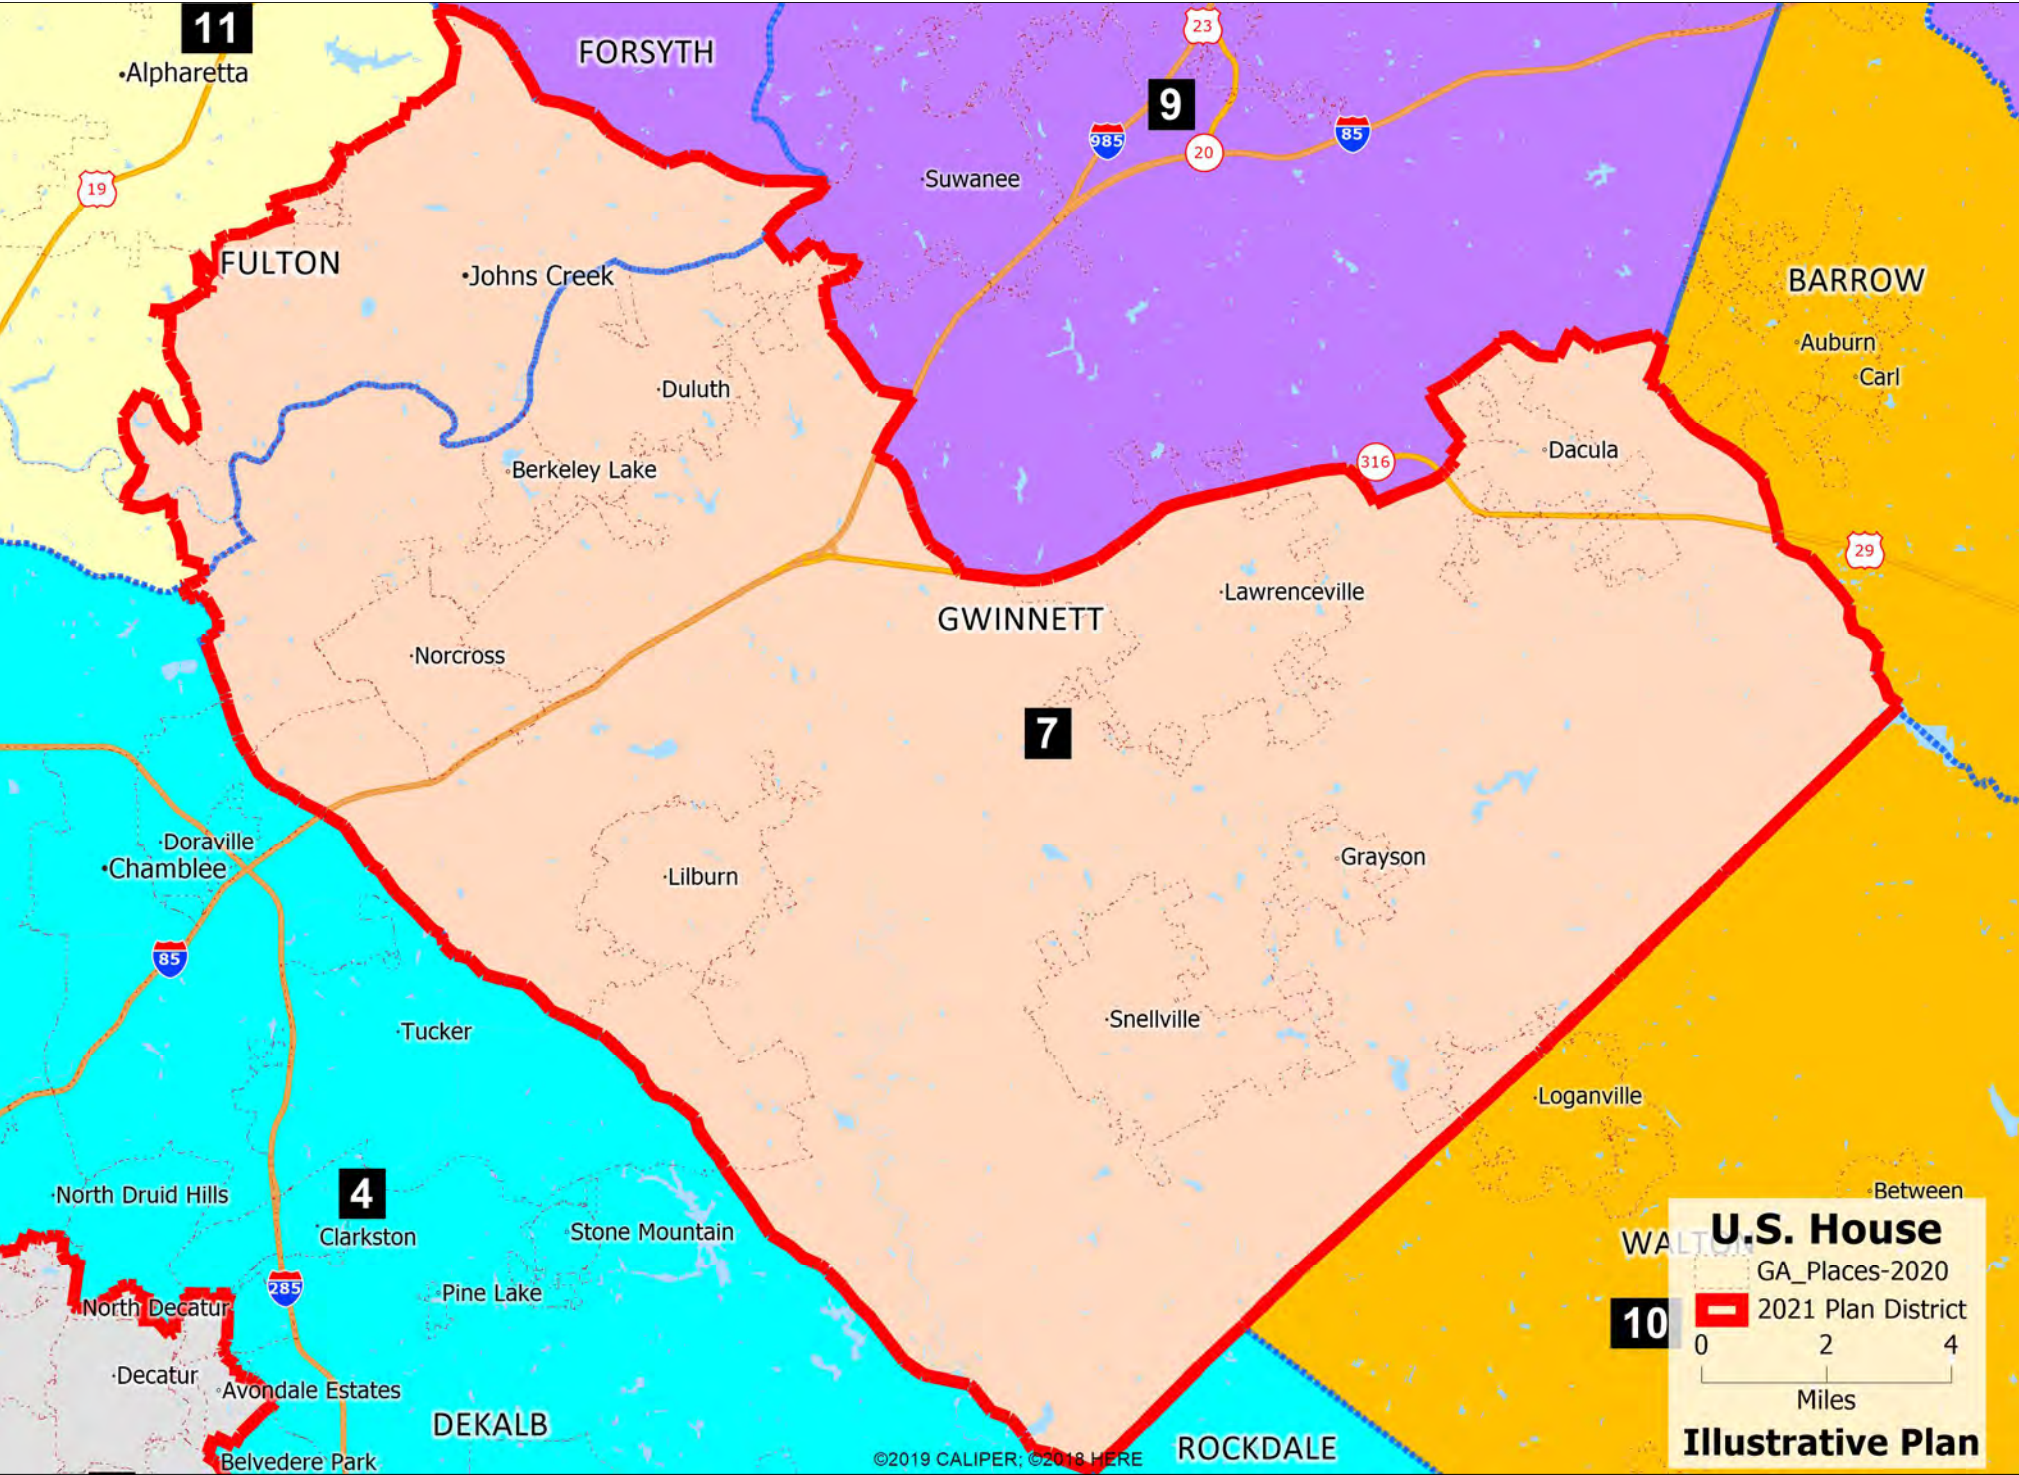 11
Alpharetta
FORSYTH
23
9
985
85
20
19
Suwanee
FULTON
Johns Creek
BARROW
Auburn
Carl
Duluth
Berkeley Lake
Dacula
316
29
Lawrenceville
GWINNETT
Norcross
7
Doraville
Chamblee
Lilburn
Grayson
85
Snellville
Tucker
Loganville
North Druid Hills
4
Clarkston
Stone Mountain
Between
WALTON
285
Pine Lake
North Decatur
10
Decatur
Avondale Estates
DEKALB
ROCKDALE
Belvedere Park
©2019 CALIPER; ©2018 HERE
U.S. House
GA_Places-2020
2021 Plan District
0 2 4
Miles
Illustrative Plan